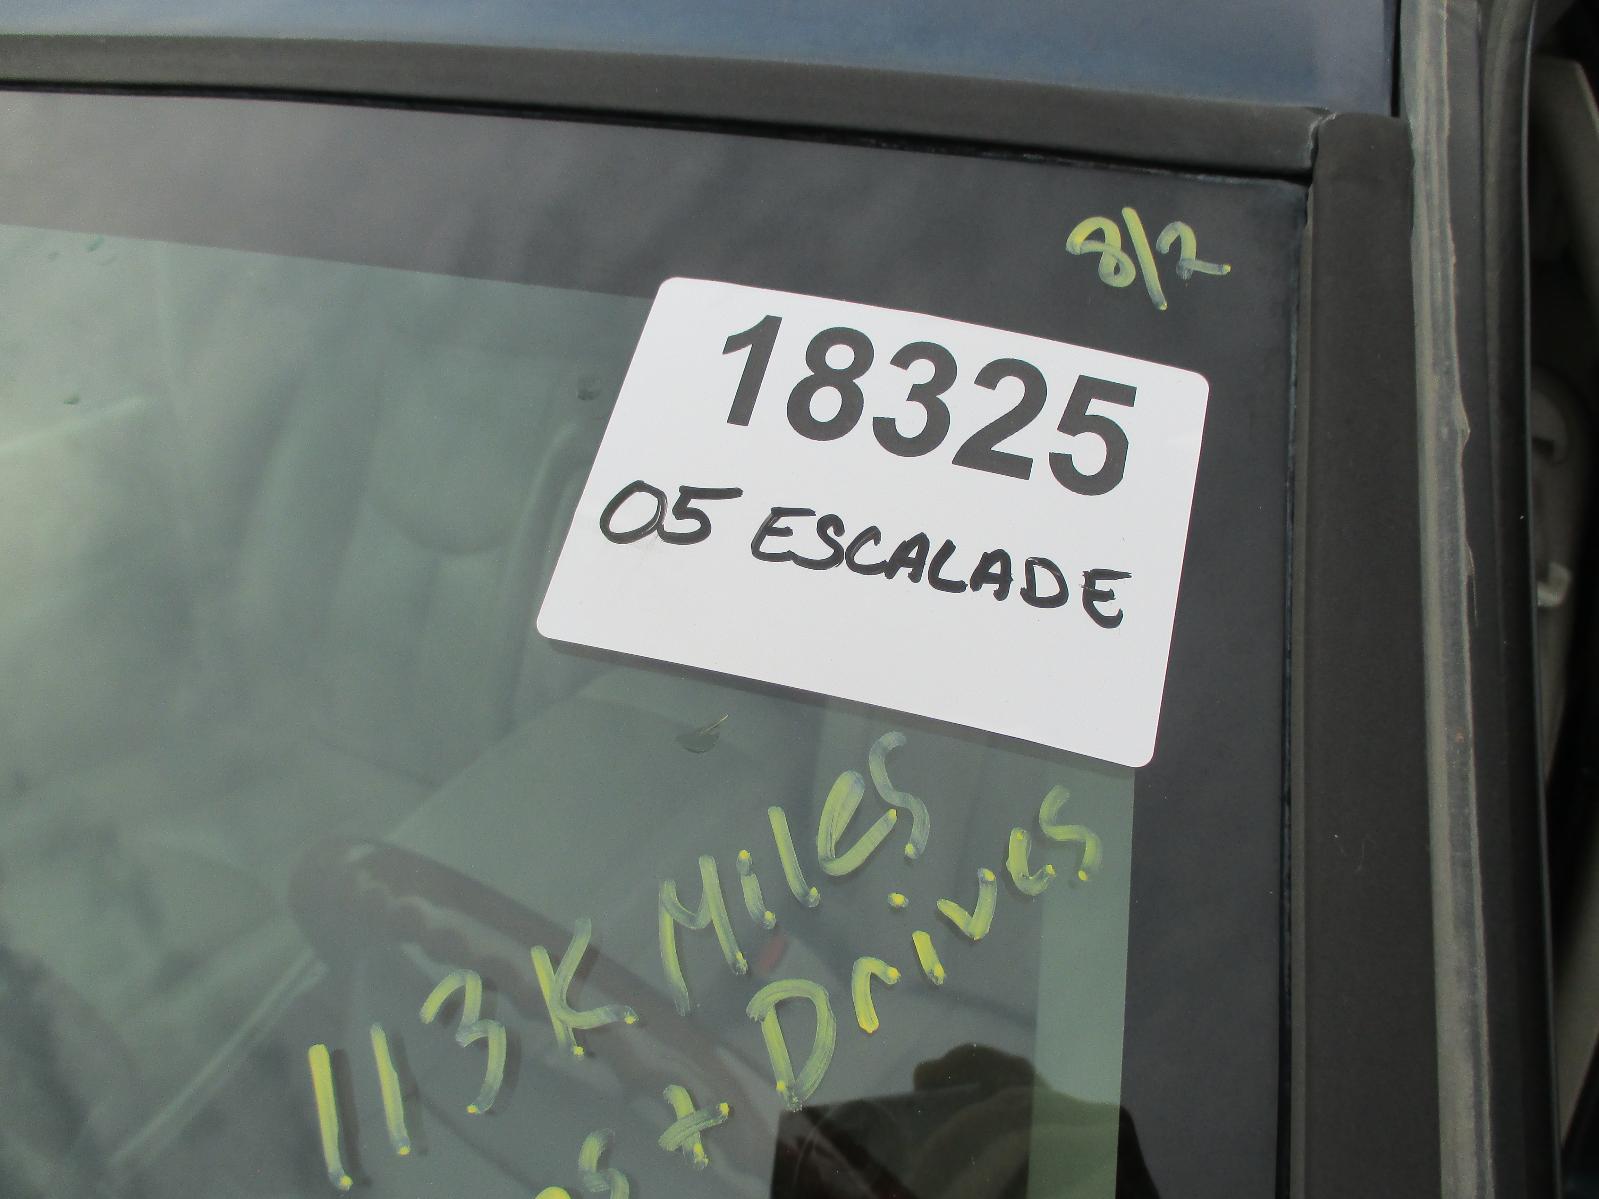 8/2
18325
05 ESCALADE
113K Miles
s + Drives